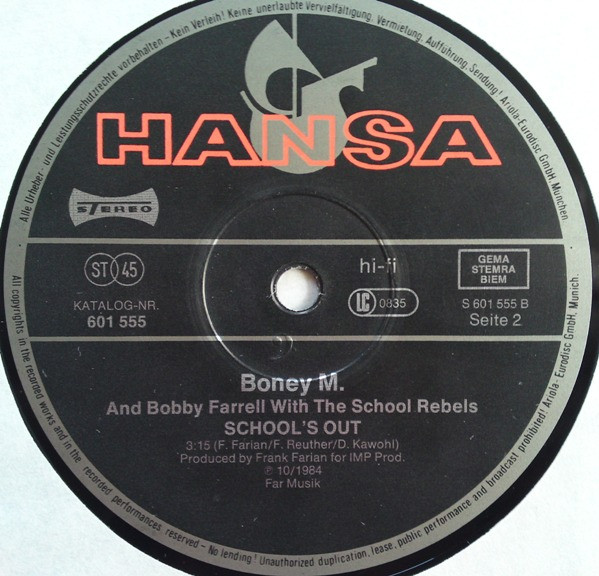 Alle Urheber- und Leistungsschutzrechte vorbehalten - Kein Verleih! Keine unerlaubte Vervielfältigung, Vermietung, Aufführung, Sendung! Ariola-Eurodisc GmbH, München.
HANSA
STEREO
ST 45
hi-fi
GEMA
STEMRA
BIEM
KATALOG-NR.
601 555
LC 0835
S 601 555 B
Seite 2
Boney M.
And Bobby Farrell With The School Rebels
SCHOOL'S OUT
3:15 (F. Farian/F. Reuther/D. Kawohl)
Produced by Frank Farian for IMP Prod.
℗ 10/1984
Far Musik
All copyrights in the recorded works and in the recorded performances reserved - No lending! Unauthorized duplication, lease, public performance and broadcast prohibited! Ariola - Eurodisc GmbH, Munich.